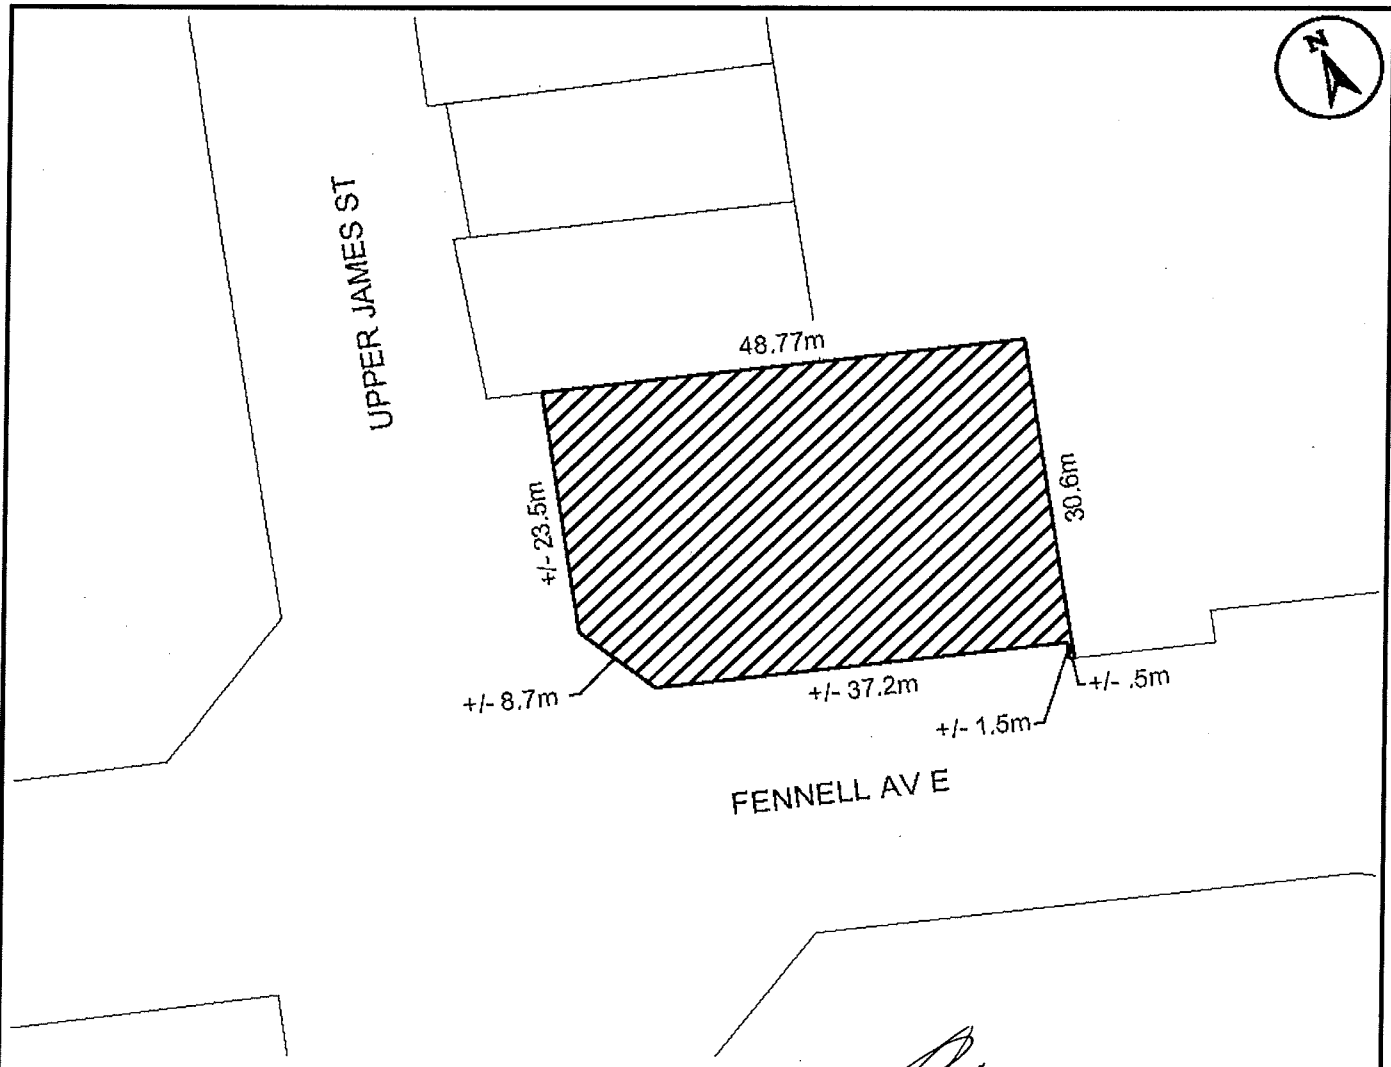 N
UPPER JAMES ST
48.77m
+/- 23.5m
30.6m
+/- 8.7m
+/- 37.2m
+/- .5m
+/- 1.5m
FENNELL AV E